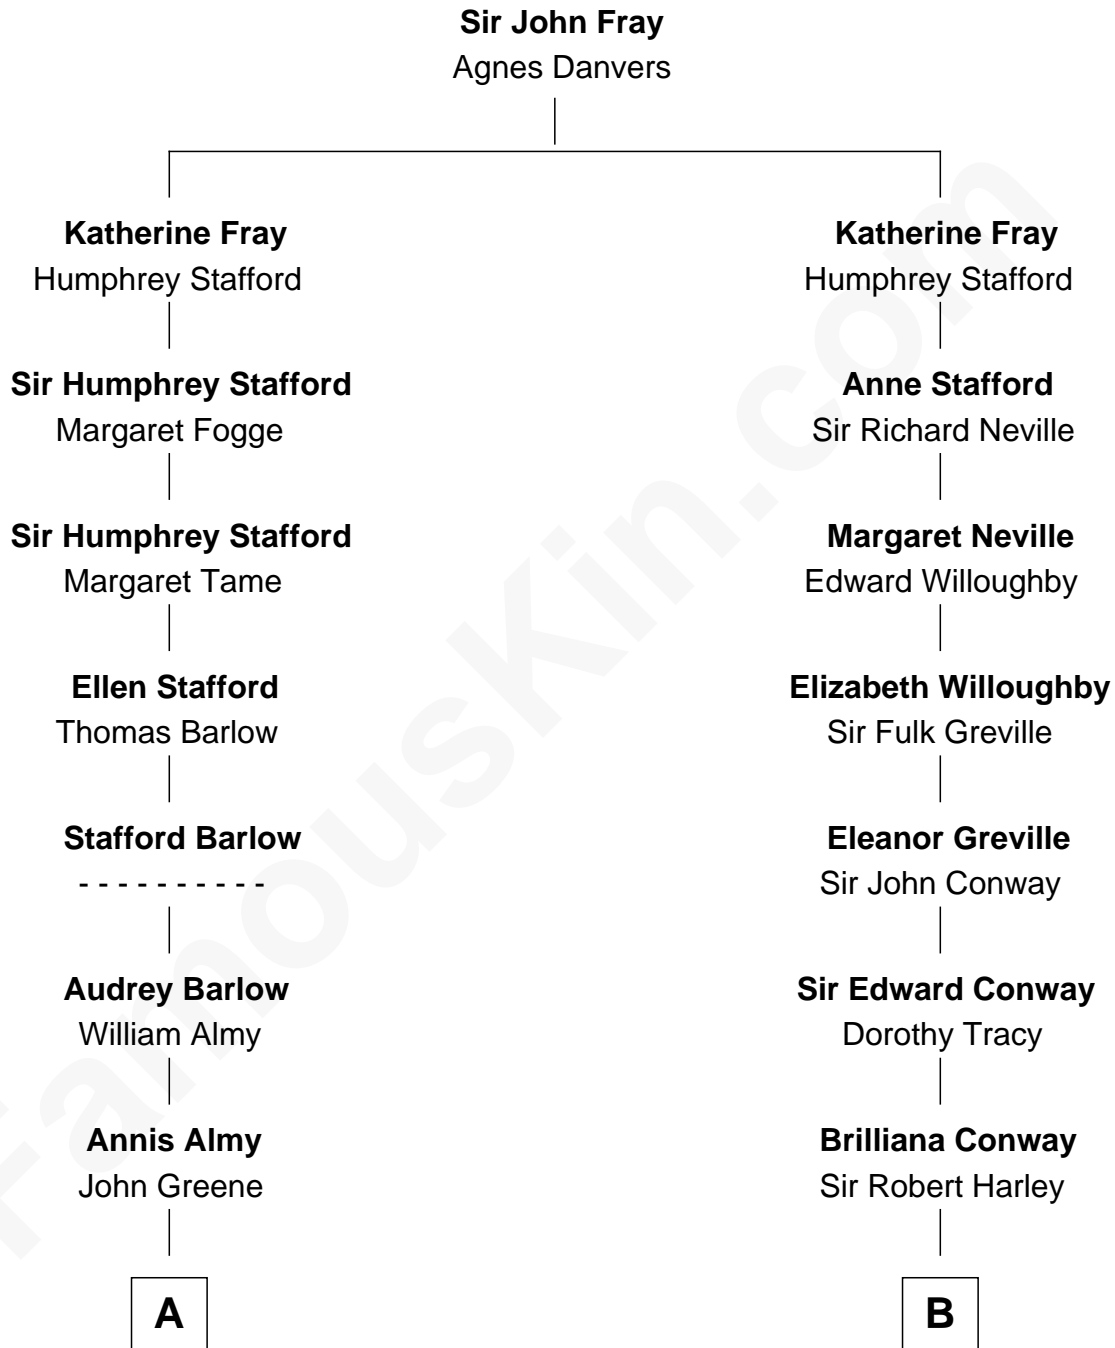 Sir John Fray
Agnes Danvers
Katherine Fray
Humphrey Stafford
Katherine Fray
Humphrey Stafford
Sir Humphrey Stafford
Margaret Fogge
Anne Stafford
Sir Richard Neville
Sir Humphrey Stafford
Margaret Tame
Margaret Neville
Edward Willoughby
Ellen Stafford
Thomas Barlow
Elizabeth Willoughby
Sir Fulk Greville
Stafford Barlow
- - - - - - - - - -
Eleanor Greville
Sir John Conway
Audrey Barlow
William Almy
Sir Edward Conway
Dorothy Tracy
Annis Almy
John Greene
Brilliana Conway
Sir Robert Harley
A
B
FamousKin.com